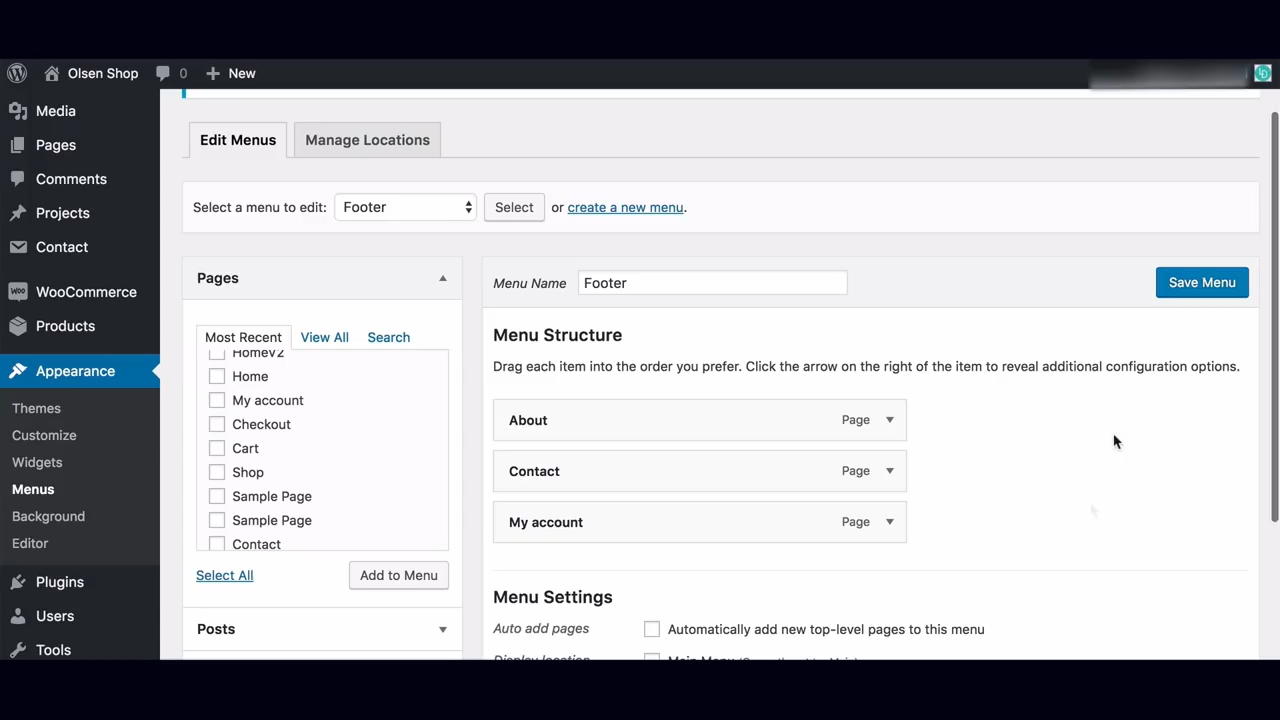 Olsen Shop 0 New
Media
Pages
Comments
Projects
Contact
WooCommerce
Products
Appearance
Themes
Customize
Widgets
Menus
Background
Editor
Plugins
Users
Tools
Edit Menus Manage Locations
Select a menu to edit: Footer Select or create a new menu.
Pages
Most Recent View All Search
HomeV2
Home
My account
Checkout
Cart
Shop
Sample Page
Sample Page
Contact
Select All Add to Menu
Posts
Menu Name Footer Save Menu
Menu Structure
Drag each item into the order you prefer. Click the arrow on the right of the item to reveal additional configuration options.
About Page
Contact Page
My account Page
Menu Settings
Auto add pages Automatically add new top-level pages to this menu
Display location Main Menu